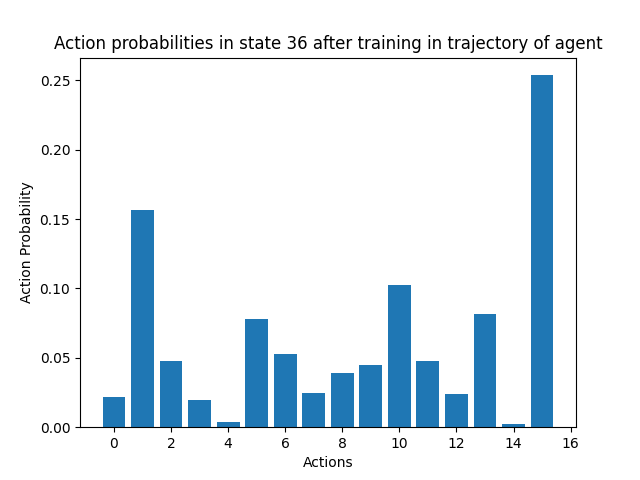 Action probabilities in state 36 after training in trajectory of agent
0.25
0.20
0.15
0.10
0.05
0.00
Action Probability
0 2 4 6 8 10 12 14 16
Actions